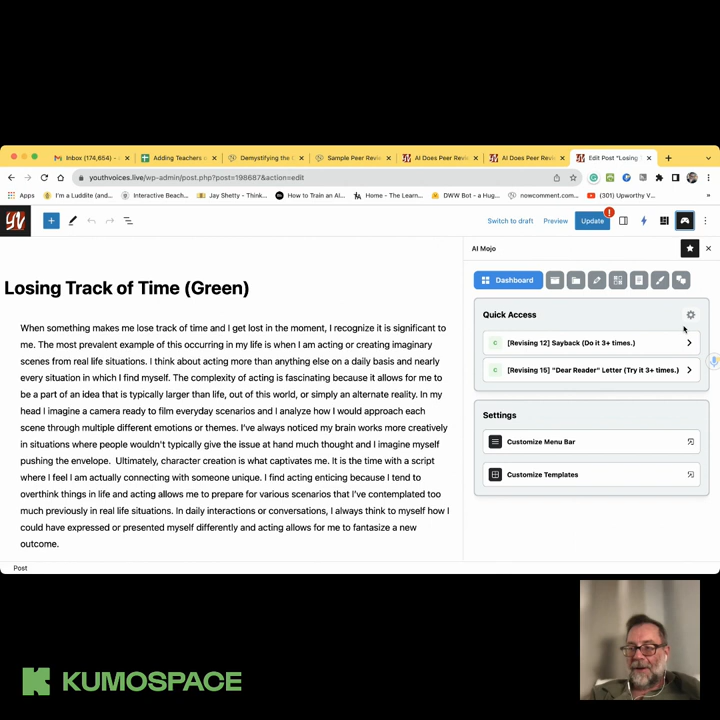 Inbox (174,654) -
Adding Teachers
Demystifying the
Sample Peer Revie
AI Does Peer Revie
AI Does Peer Revie
Edit Post "Losing
youthvoices.live/wp-admin/post.php?post=198687&action=edit
Apps
I'm a Luddite (and...
Interactive Beach...
Jay Shetty - Think...
How to Train an AI...
Home - The Learn...
DWW Bot - a Hug...
nowcomment.com...
(301) Upworthy V...
YV
Switch to draft
Preview
Update
!
AI Mojo
Dashboard
Losing Track of Time (Green)
When something makes me lose track of time and I get lost in the moment, I recognize it is significant to
me. The most prevalent example of this occurring in my life is when I am acting or creating imaginary
scenes from real life situations. I think about acting more than anything else on a daily basis and nearly
every situation in which I find myself. The complexity of acting is fascinating because it allows for me to
be a part of an idea that is typically larger than life, out of this world, or simply an alternate reality. In my
head I imagine a camera ready to film everyday scenarios and I analyze how I would approach each
scene through multiple different emotions or themes. I've always noticed my brain works more creatively
in situations where people wouldn't typically give the issue at hand much thought and I imagine myself
pushing the envelope. Ultimately, character creation is what captivates me. It is the time with a script
where I feel I am actually connecting with someone unique. I find acting enticing because I tend to
overthink things in life and acting allows me to prepare for various scenarios that I've contemplated too
much previously in real life situations. In daily interactions or conversations, I always think to myself how I
could have expressed or presented myself differently and acting allows for me to fantasize a new
outcome.
Quick Access
C [Revising 12] Sayback (Do it 3+ times.)
C [Revising 15] "Dear Reader" Letter (Try it 3+ times.)
Settings
Customize Menu Bar
Customize Templates
Post
KUMOSPACE